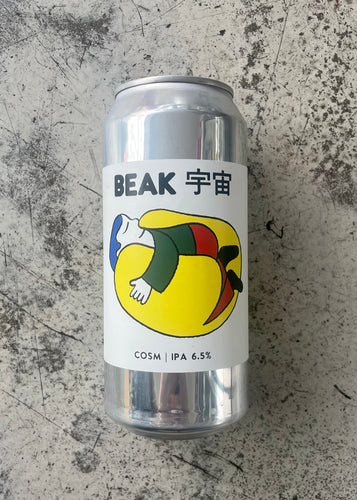 BEAK 宇宙
COSM | IPA 6.5%